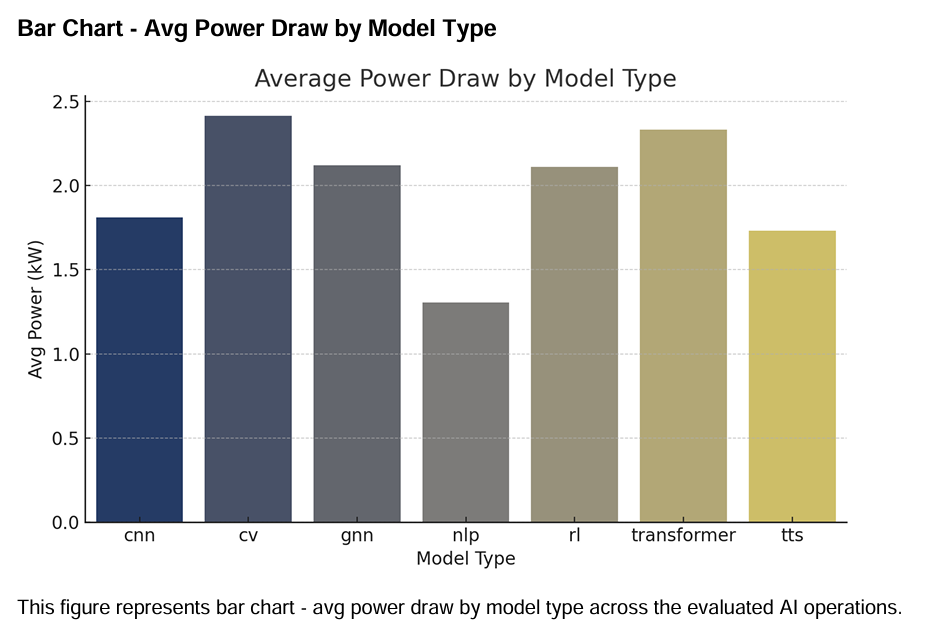 Bar Chart - Avg Power Draw by Model Type
Average Power Draw by Model Type
2.5
2.0
1.5
1.0
0.5
0.0
Avg Power (kW)
cnn cv gnn nlp rl transformer tts
Model Type
This figure represents bar chart - avg power draw by model type across the evaluated AI operations.